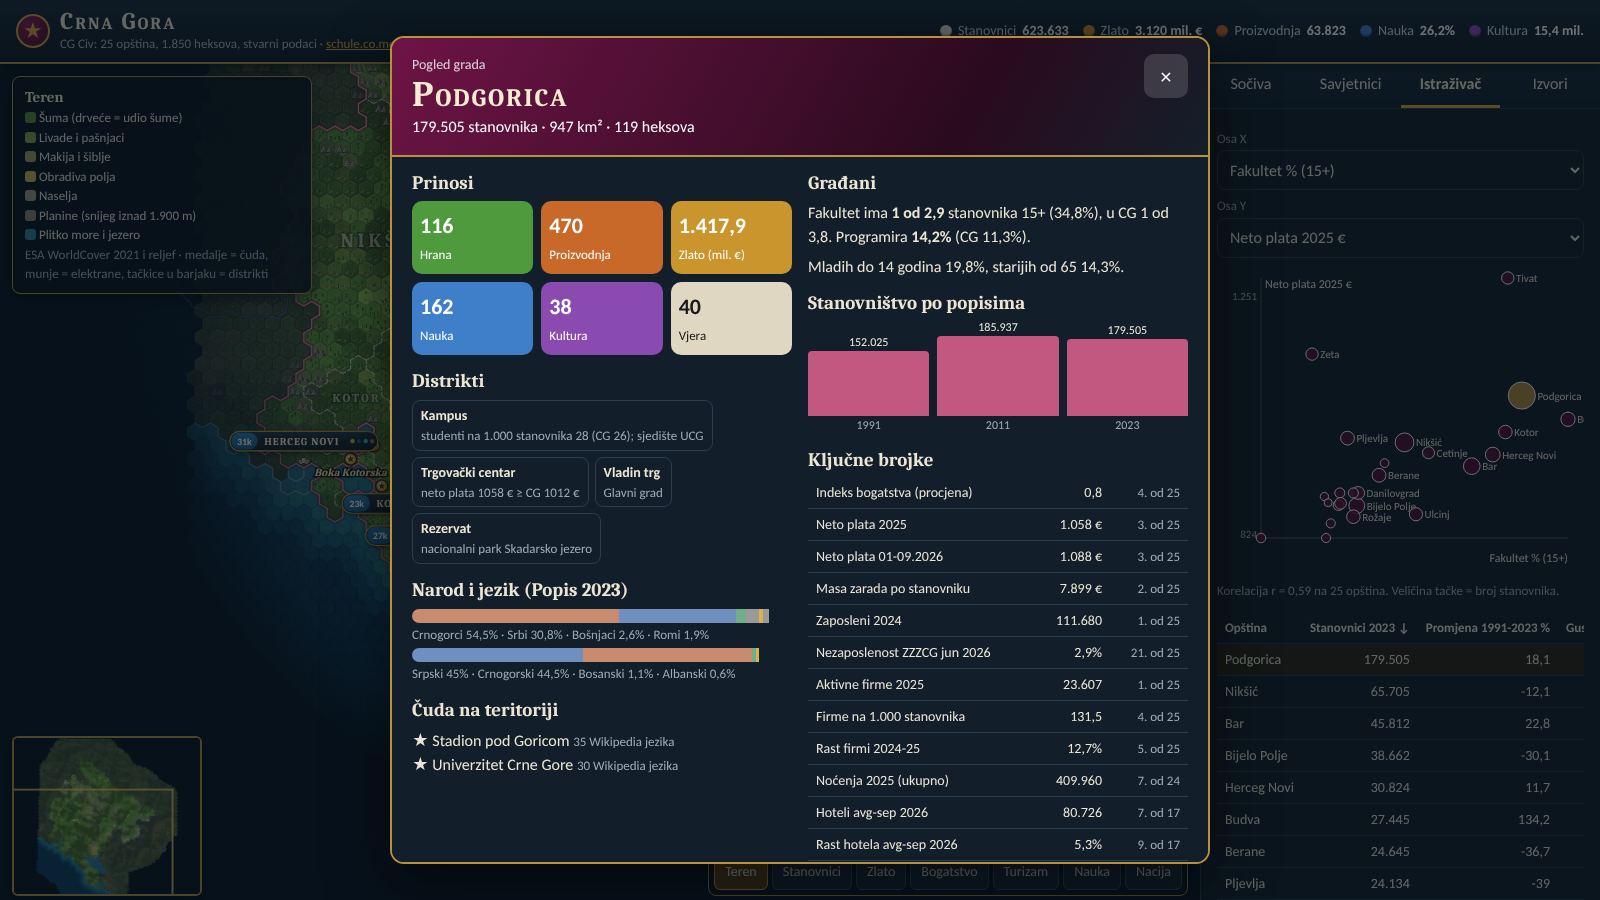 Crna Gora
CG Civ: 25 opština, 1.850 heksova, stvarni podaci · schule.co.m
Stanovnici 623.633
Zlato 3.120 mil. €
Proizvodnja 63.823
Nauka 26,2%
Kultura 15,4 mil.
Teren
Šuma (drveće = udio šume)
Livade i pašnjaci
Makija i šiblje
Obradiva polja
Naselja
Planine (snijeg iznad 1.900 m)
Plitko more i jezero
ESA WorldCover 2021 i reljef · medalje = čuda,
munje = elektrane, tačkice u barjaku = distrikti
NIKŠ
KOTOR
31k HERCEG NOVI
Boka Kotorska
23k KO
27k
Pogled grada
Podgorica
179.505 stanovnika · 947 km² · 119 heksova
×
Prinosi
116
Hrana
470
Proizvodnja
1.417,9
Zlato (mil. €)
162
Nauka
38
Kultura
40
Vjera
Distrikti
Kampus
studenti na 1.000 stanovnika 28 (CG 26); sjedište UCG
Trgovački centar
neto plata 1058 € ≥ CG 1012 €
Vladin trg
Glavni grad
Rezervat
nacionalni park Skadarsko jezero
Narod i jezik (Popis 2023)
Crnogorci 54,5% · Srbi 30,8% · Bošnjaci 2,6% · Romi 1,9%
Srpski 45% · Crnogorski 44,5% · Bosanski 1,1% · Albanski 0,6%
Čuda na teritoriji
★ Stadion pod Goricom 35 Wikipedia jezika
★ Univerzitet Crne Gore 30 Wikipedia jezika
Građani
Fakultet ima 1 od 2,9 stanovnika 15+ (34,8%), u CG 1 od
3,8. Programira 14,2% (CG 11,3%).
Mladih do 14 godina 19,8%, starijih od 65 14,3%.
Stanovništvo po popisima
152.025
185.937
179.505
1991
2011
2023
Ključne brojke
Indeks bogatstva (procjena) 0,8 4. od 25
Neto plata 2025 1.058 € 3. od 25
Neto plata 01-09.2026 1.088 € 3. od 25
Masa zarada po stanovniku 7.899 € 2. od 25
Zaposleni 2024 111.680 1. od 25
Nezaposlenost ZZZCG jun 2026 2,9% 21. od 25
Aktivne firme 2025 23.607 1. od 25
Firme na 1.000 stanovnika 131,5 4. od 25
Rast firmi 2024-25 12,7% 5. od 25
Noćenja 2025 (ukupno) 409.960 7. od 24
Hoteli avg-sep 2026 80.726 7. od 17
Rast hotela avg-sep 2026 5,3% 9. od 17
Teren
Stanovnici
Zlato
Bogatstvo
Turizam
Nauka
Nacija
Sočiva
Savjetnici
Istraživač
Izvori
Osa X
Fakultet % (15+)
Osa Y
Neto plata 2025 €
Neto plata 2025 €
1.251
Tivat
Zeta
Podgorica
B
Kotor
Pljevlja
Nikšić
Cetinje
Herceg Novi
Bar
Berane
Danilovgrad
Bijelo Polje
Rožaje
Ulcinj
824
Fakultet % (15+)
Korelacija r = 0,59 na 25 opština. Veličina tačke = broj stanovnika.
Opština Stanovnici 2023 ↓ Promjena 1991-2023 % Gus
Podgorica 179.505 18,1
Nikšić 65.705 -12,1
Bar 45.812 22,8
Bijelo Polje 38.662 -30,1
Herceg Novi 30.824 11,7
Budva 27.445 134,2
Berane 24.645 -36,7
Pljevlja 24.134 -39